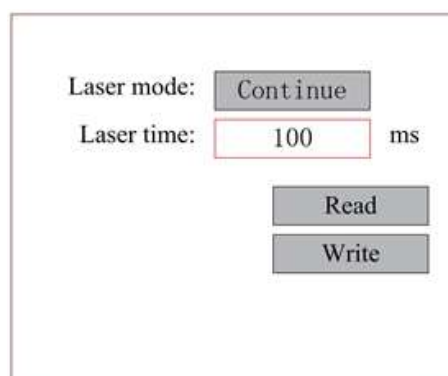 Laser mode: Continue
Laser time: 100 ms
Read
Write